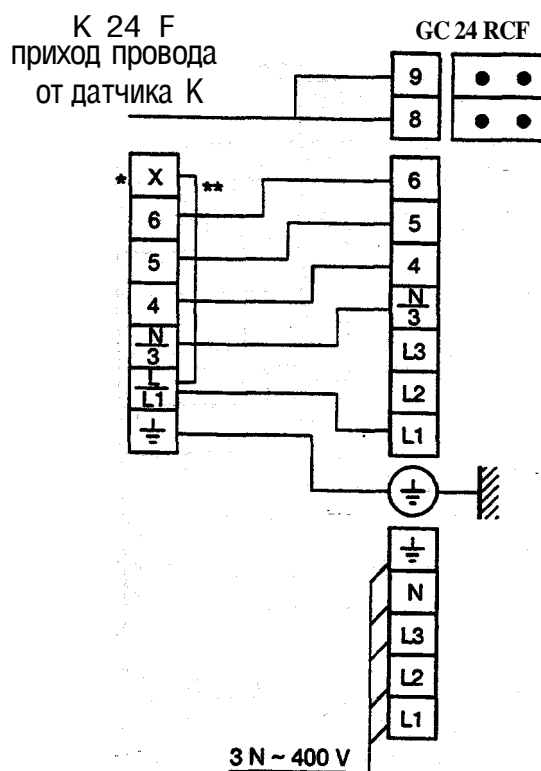 К 24 F
приход провода
от датчика К
GC 24 RCF
9
8
* X **
6
5
4
N
3
L
L1
6
5
4
N
3
L3
L2
L1
N
L3
L2
L1
3 N ~ 400 V